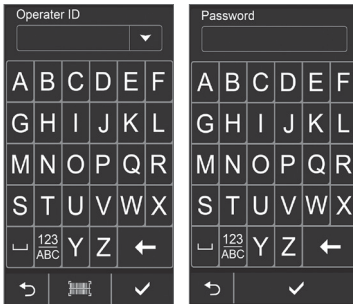 Operater ID
A B C D E F
G H I J K L
M N O P Q R
S T U V W X
123
ABC Y Z
Password
A B C D E F
G H I J K L
M N O P Q R
S T U V W X
123
ABC Y Z